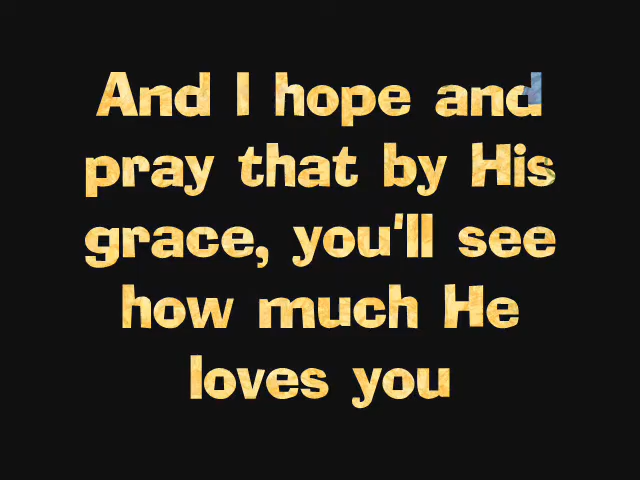 And I hope and
pray that by His
grace, you'll see
how much He
loves you